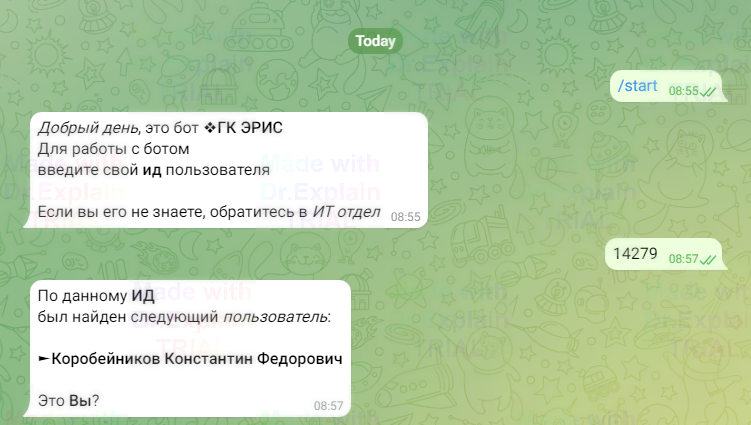 Today
/start
08:55
Добрый день, это бот ❖ГК ЭРИС
Для работы с ботом
введите свой ид пользователя
Если вы его не знаете, обратитесь в ИТ отдел 08:55
14279 08:57
По данному ИД
был найден следующий пользователь:
►Коробейников Константин Федорович
Это Вы?
08:57
Made with
Dr.Explain
TRIAL